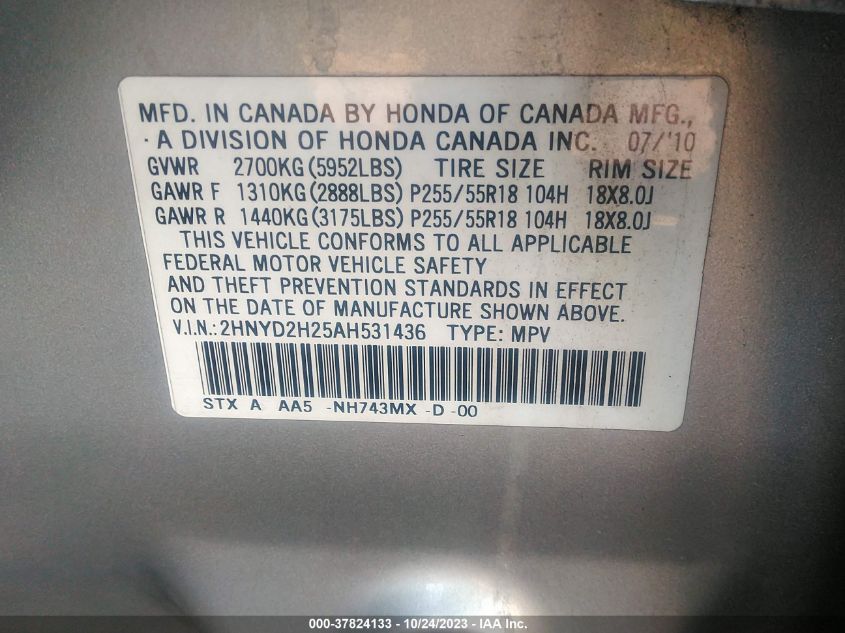 MFD. IN CANADA BY HONDA OF CANADA MFG.,
A DIVISION OF HONDA CANADA INC. 07/'10
GVWR 2700KG(5952LBS) TIRE SIZE RIM SIZE
GAWR F 1310KG(2888LBS) P255/55R18 104H 18X8.0J
GAWR R 1440KG(3175LBS) P255/55R18 104H 18X8.0J
THIS VEHICLE CONFORMS TO ALL APPLICABLE
FEDERAL MOTOR VEHICLE SAFETY
AND THEFT PREVENTION STANDARDS IN EFFECT
ON THE DATE OF MANUFACTURE SHOWN ABOVE.
V.I.N.:2HNYD2H25AH531436 TYPE: MPV
STX A AA5 -NH743MX -D -00
000-37824133 - 10/24/2023 - IAA Inc.